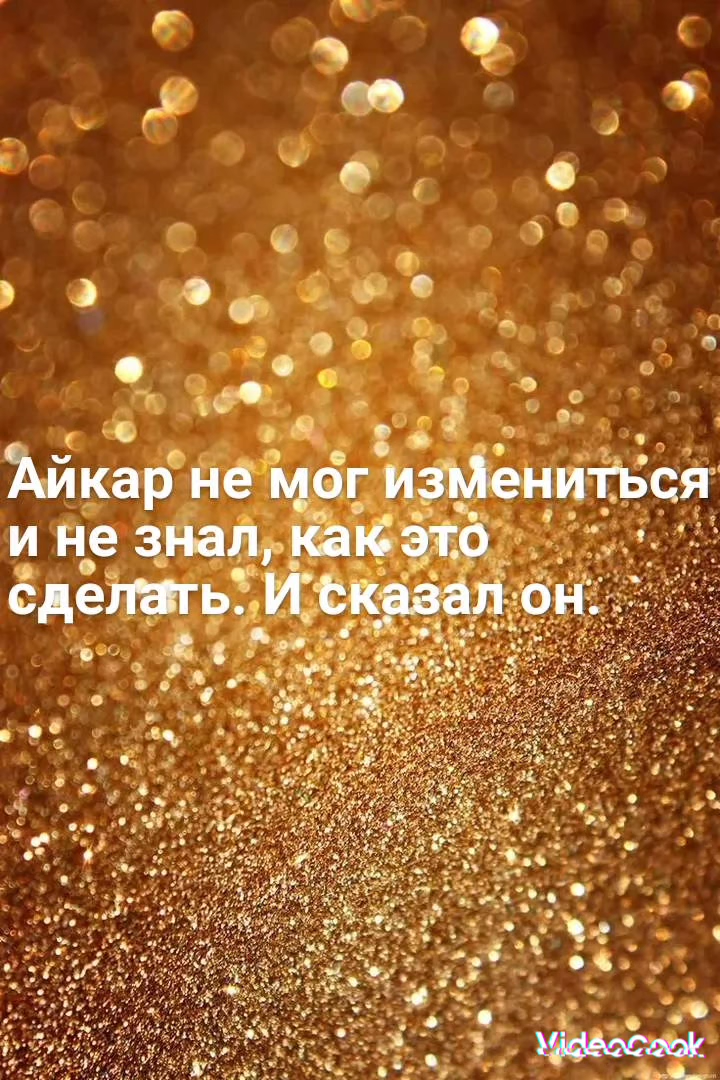 Айкар не мог измениться
и не знал, как это
сделать. И сказал он.
VideoCook